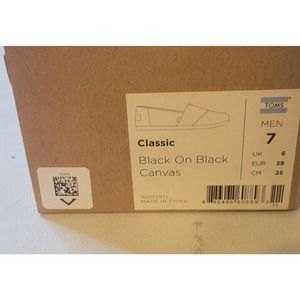 TOMS
MEN
7
Classic
Black On Black
Canvas
UK 6
EUR 39
CM 25
MADE IN CHINA